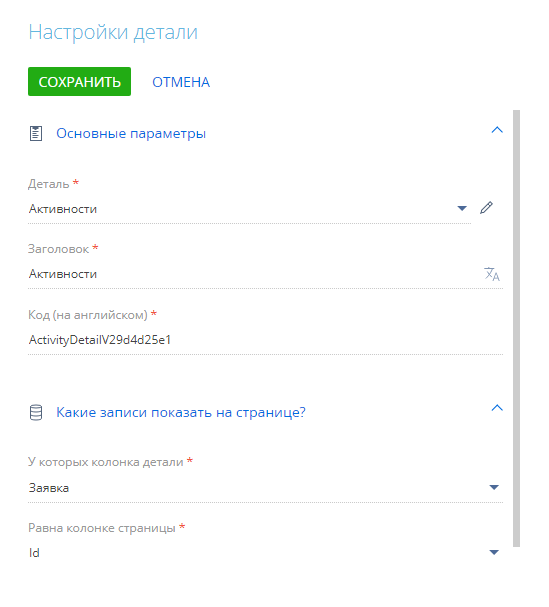 Настройки детали
СОХРАНИТЬ ОТМЕНА
Основные параметры
Деталь *
Активности
Заголовок *
Активности
Код (на английском) *
ActivityDetailV29d4d25e1
Какие записи показать на странице?
У которых колонка детали *
Заявка
Равна колонке страницы *
Id